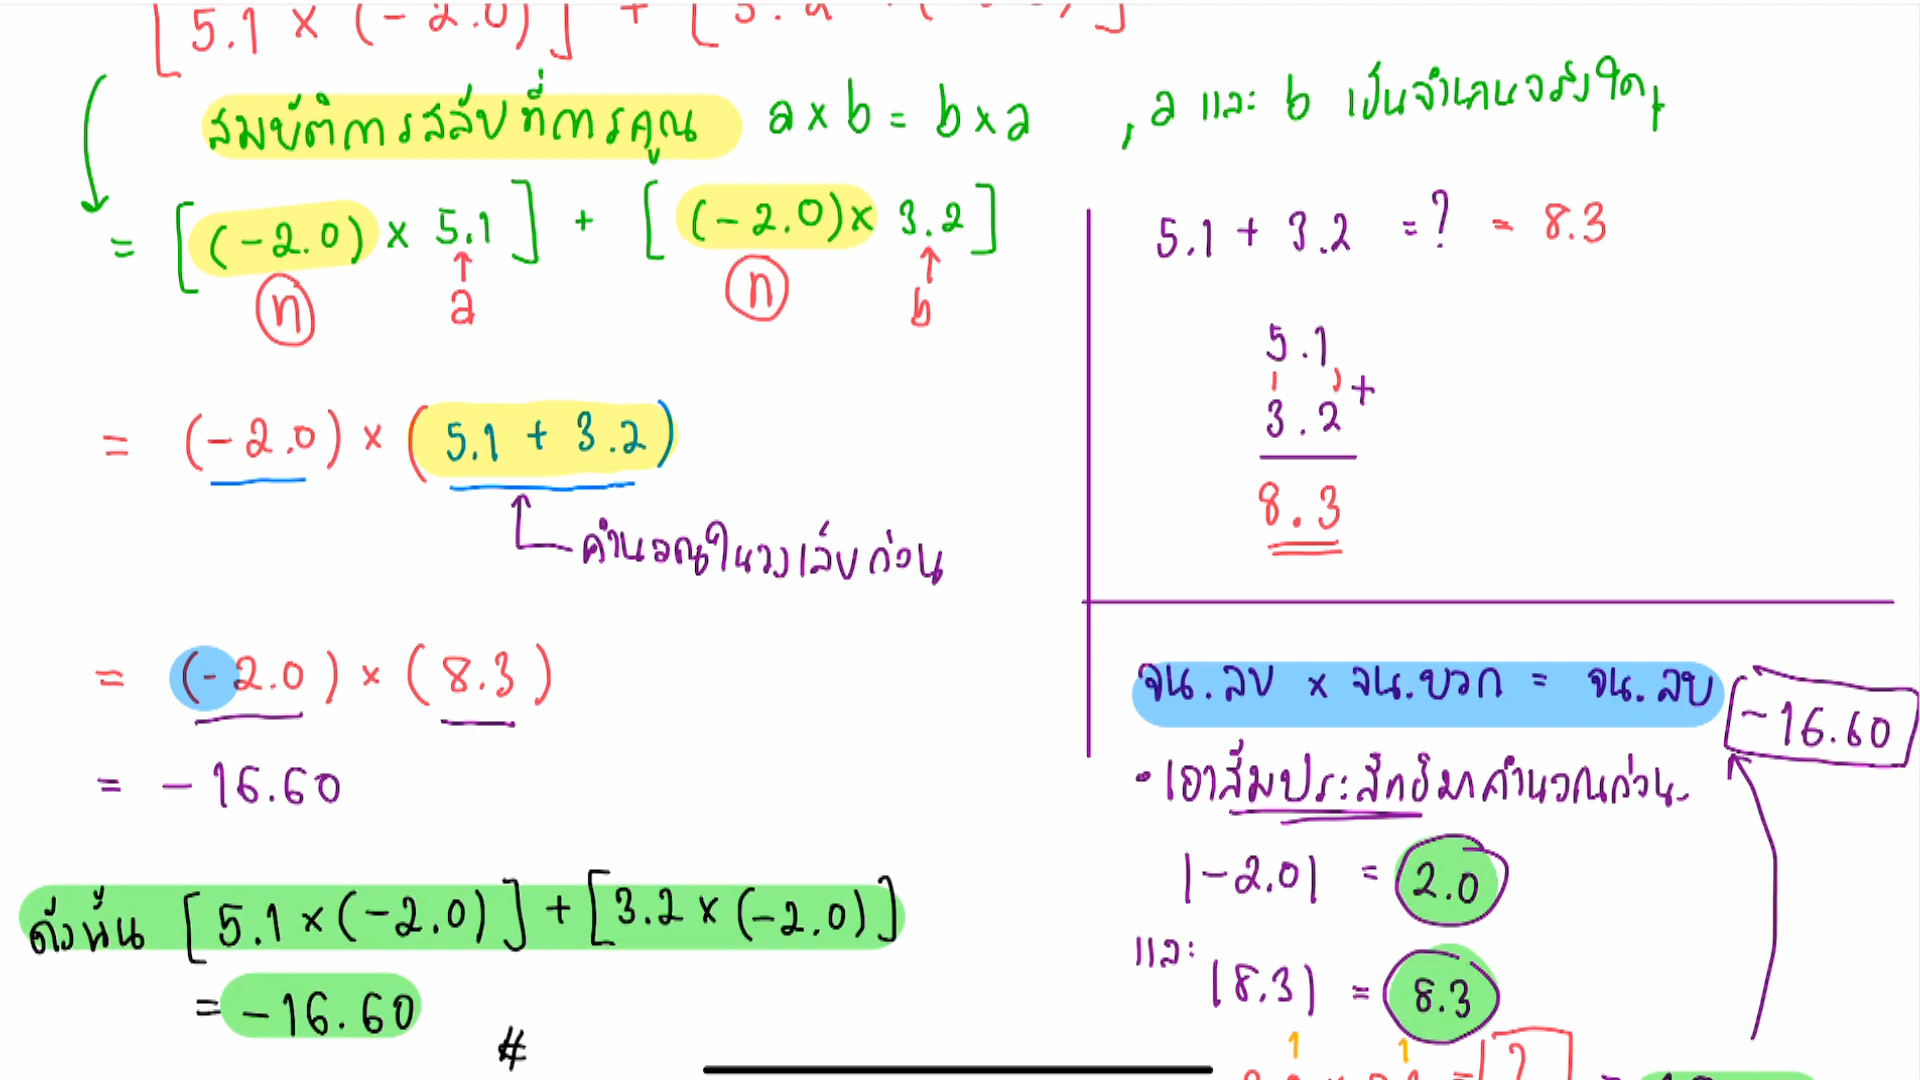 [5.1 × (-2.0)] + [3.2
สมบัติการสลับที่การคูณ a × b = b × a , a และ b เป็นจำนวนจริงใดๆ
= [(-2.0) × 5.1] + [(-2.0) × 3.2]
n a n b
= (-2.0) × (5.1 + 3.2)
คำนวณในวงเล็บก่อน
= (-2.0) × (8.3)
= -16.60
ดังนั้น [5.1 × (-2.0)] + [3.2 × (-2.0)]
= -16.60
#
5.1 + 3.2 = ? = 8.3
5.1
+
3.2
8.3
จน.ลบ × จน.บวก = จน.ลบ
-16.60
• เอาสัมประสิทธิ์มาคำนวณก่อน
|-2.0| = 2.0
และ
|8.3| = 8.3
1 1
?